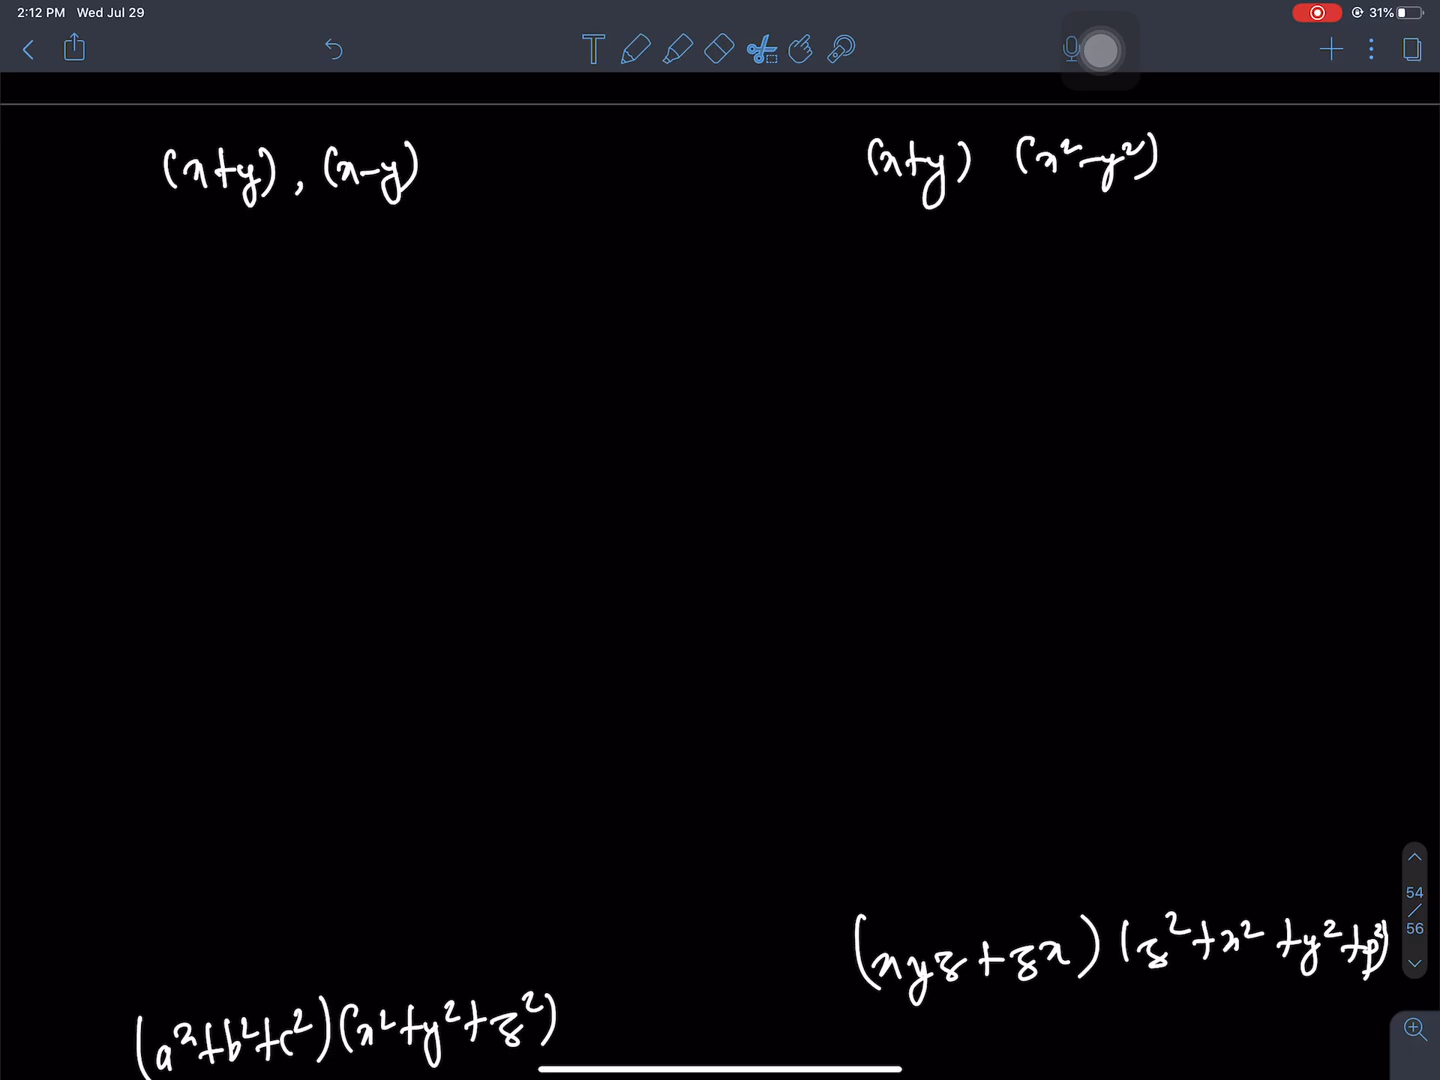 2:12 PM Wed Jul 29 31%
(x+y), (x-y)
(x+y) (x²-y²)
54
/
56
(xyz+zx) (z²+x²+y²+p²)
(a²+b²+c²)(x²+y²+z²)